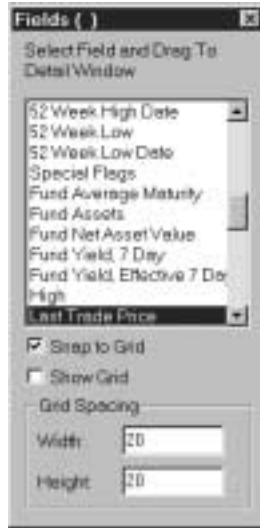 Fields ( )
Select Field and Drag To
Detail Window
52 Week High Date
52 Week Low
52 Week Low Date
Special Flags
Fund Average Maturity
Fund Assets
Fund Net Asset Value
Fund Yield, 7 Day
Fund Yield, Effective 7 Da
High
Last Trade Price
Snap to Grid
Show Grid
Grid Spacing
Width 20
Height 20